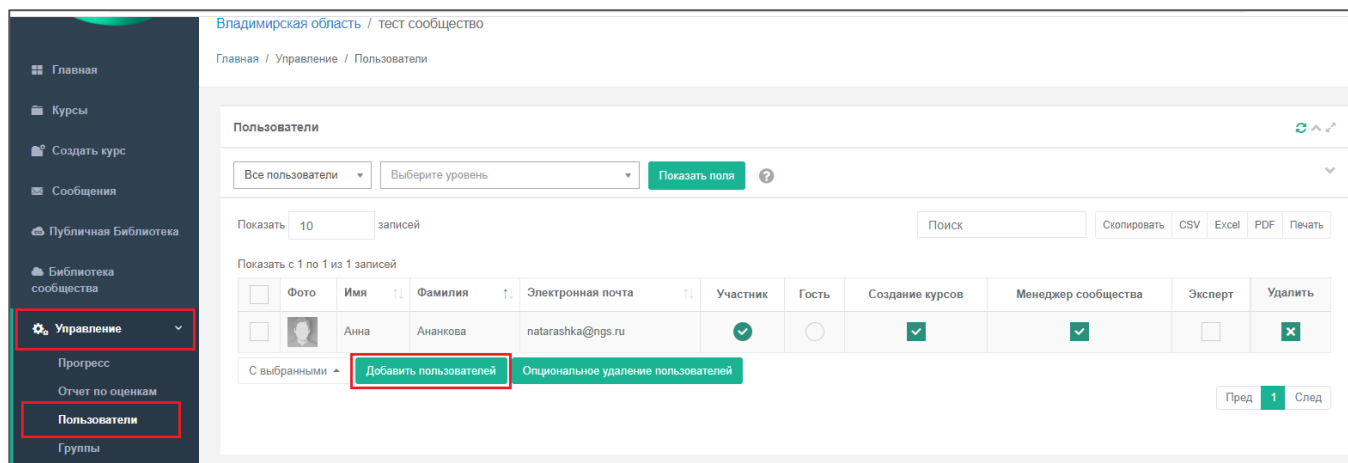 Владимирская область / тест сообщество
Главная / Управление / Пользователи
Главная
Курсы
Создать курс
Сообщения
Публичная Библиотека
Библиотека
сообщества
Управление
Прогресс
Отчет по оценкам
Пользователи
Группы
Пользователи
Все пользователи Выберите уровень Показать поля ?
Показать 10 записей Поиск Скопировать CSV Excel PDF Печать
Показать с 1 по 1 из 1 записей
Фото Имя Фамилия Электронная почта Участник Гость Создание курсов Менеджер сообщества Эксперт Удалить
Анна Ананкова natarashka@ngs.ru
С выбранными Добавить пользователей Опциональное удаление пользователей
Пред 1 След